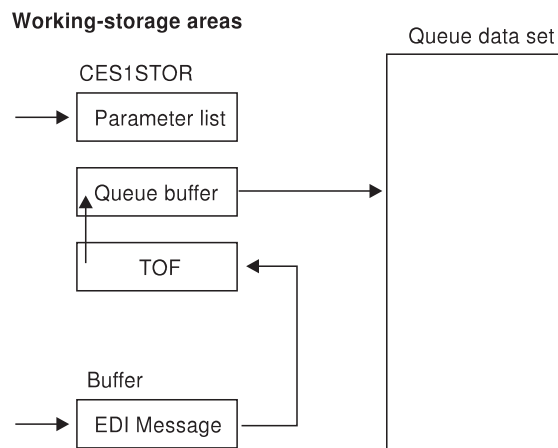 Working-storage areas
Queue data set
CES1STOR
Parameter list
Queue buffer
TOF
Buffer
EDI Message